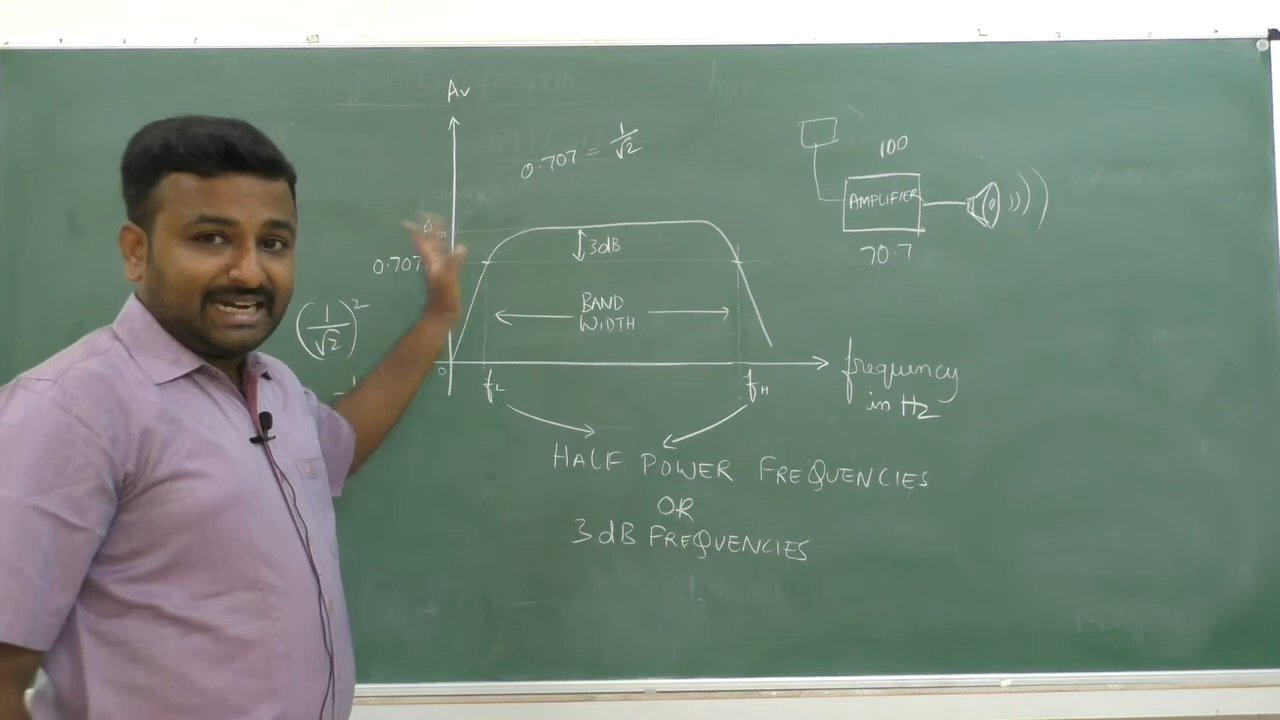 Av
0.707 = 1/√2
100
AMPLIFIER
70.7
Am
3dB
0.707
(1/√2)²
BAND
WIDTH
0
fL
fH
frequency
in Hz
HALF POWER FREQUENCIES
OR
3dB FREQUENCIES